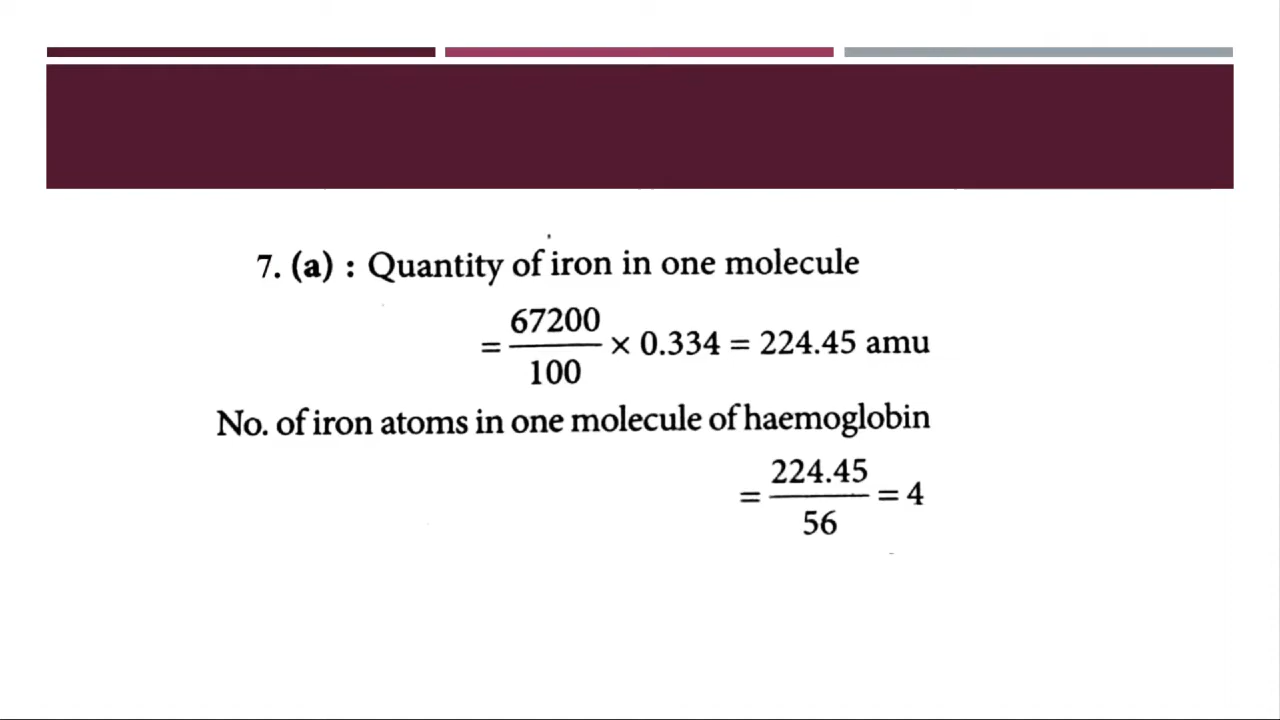 7. (a) : Quantity of iron in one molecule
= 67200/100 × 0.334 = 224.45 amu
No. of iron atoms in one molecule of haemoglobin
= 224.45/56 = 4